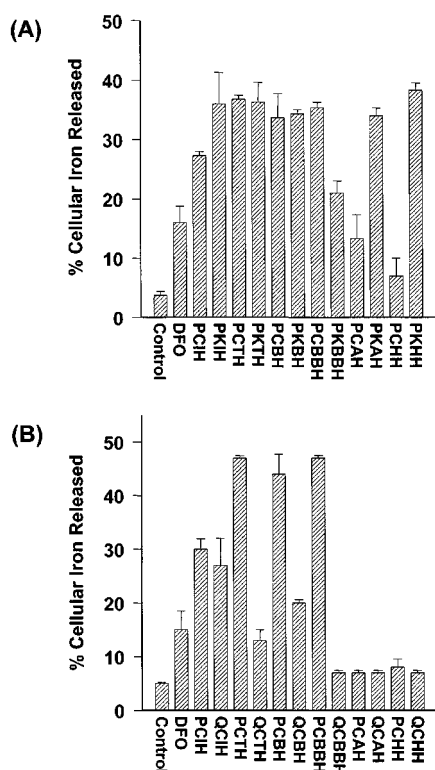 (A)
% Cellular Iron Released
50
40
30
20
10
0
Control DFO PCIH PKIH PCTH PKTH PCBH PKBH PCBBH PKBBH PCAH PKAH PCHH PKHH
(B)
% Cellular Iron Released
50
40
30
20
10
0
Control DFO PCIH QCIH PCTH QCTH PCBH QCBH PCBBH QCBBH PCAH QCAH PCHH QCHH